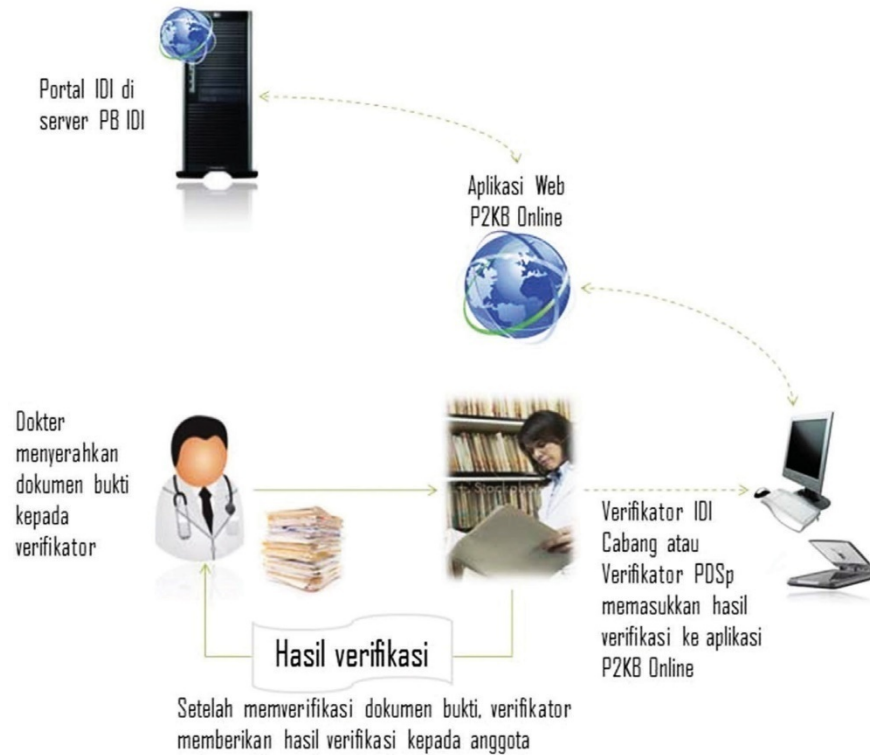 Portal IDI di
server PB IDI
Aplikasi Web
P2KB Online
Dokter
menyerahkan
dokumen bukti
kepada
verifikator
Verifikator IDI
Cabang atau
Verifikator PDSp
memasukkan hasil
verifikasi ke aplikasi
P2KB Online
Hasil verifikasi
Setelah memverifikasi dokumen bukti, verifikator
memberikan hasil verifikasi kepada anggota